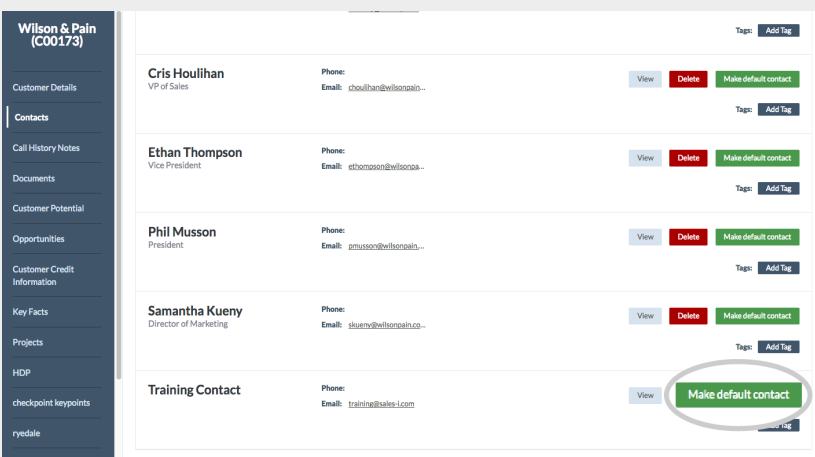 Wilson & Pain
(C00173)
Customer Details
Contacts
Call History Notes
Documents
Customer Potential
Opportunities
Customer Credit
Information
Key Facts
Projects
HDP
checkpoint keypoints
ryedale
Tags: Add Tag
Cris Houlihan
VP of Sales
Phone:
Email: choulihan@wilsonpain...
View Delete Make default contact
Tags: Add Tag
Ethan Thompson
Vice President
Phone:
Email: ethompson@wilsonpa...
View Delete Make default contact
Tags: Add Tag
Phil Musson
President
Phone:
Email: pmusson@wilsonpain....
View Delete Make default contact
Tags: Add Tag
Samantha Kueny
Director of Marketing
Phone:
Email: skueny@wilsonpain.co...
View Delete Make default contact
Tags: Add Tag
Training Contact
Phone:
Email: training@sales-i.com
View Make default contact
Tag